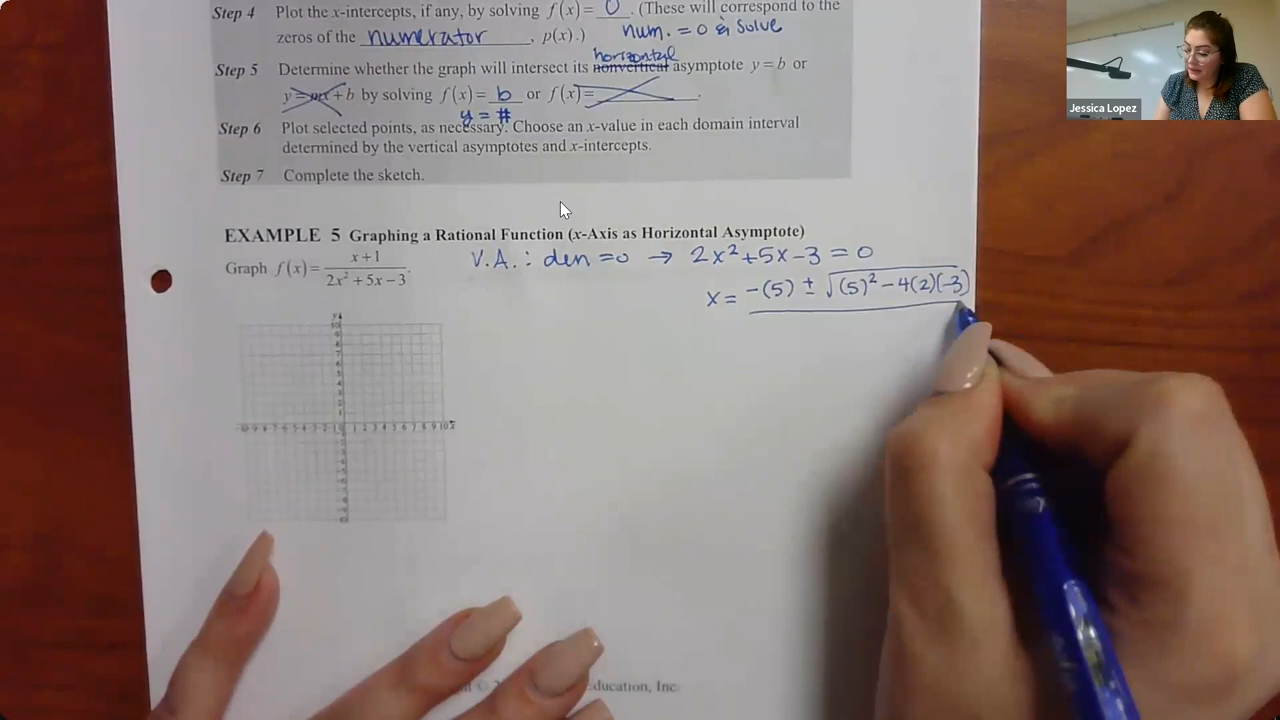 Step 4 Plot the x-intercepts, if any, by solving f(x) = 0. (These will correspond to the
zeros of the numerator, p(x).) num. = 0 & solve
horizontal
Step 5 Determine whether the graph will intersect its nonvertical asymptote y = b or
y = mx + b by solving f(x) = b or f(x) = .
y = #
Step 6 Plot selected points, as necessary. Choose an x-value in each domain interval
determined by the vertical asymptotes and x-intercepts.
Step 7 Complete the sketch.
EXAMPLE 5 Graphing a Rational Function (x-Axis as Horizontal Asymptote)
Graph f(x) = (x + 1)/(2x² + 5x − 3). V.A.: den = 0 → 2x² + 5x − 3 = 0
x = −(5) ± √((5)² − 4(2)(−3)
ducation, Inc
Jessica Lopez